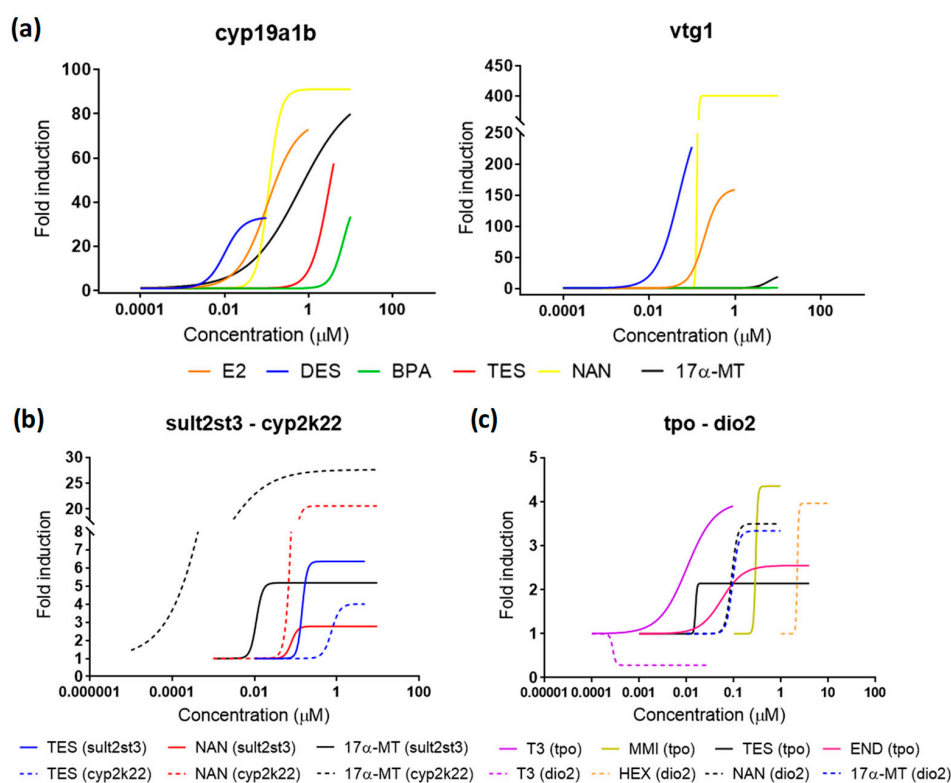 (a)
cyp19a1b
vtg1
Fold induction
100
80
60
40
20
0
0.0001 0.01 1 100
Concentration (μM)
Fold induction
450
400
250
200
150
100
50
0
0.0001 0.01 1 100
Concentration (μM)
E2 DES BPA TES NAN 17α-MT
(b)
sult2st3 - cyp2k22
Fold induction
30
25
20
8
7
6
5
4
3
2
1
0.000001 0.0001 0.01 1 100
Concentration (μM)
TES (sult2st3) NAN (sult2st3) 17α-MT (sult2st3)
TES (cyp2k22) NAN (cyp2k22) 17α-MT (cyp2k22)
(c)
tpo - dio2
Fold induction
5
4
3
2
1
0
0.00001 0.0001 0.001 0.01 0.1 1 10 100
Concentration (μM)
T3 (tpo) MMI (tpo) TES (tpo) END (tpo)
T3 (dio2) HEX (dio2) NAN (dio2) 17α-MT (dio2)